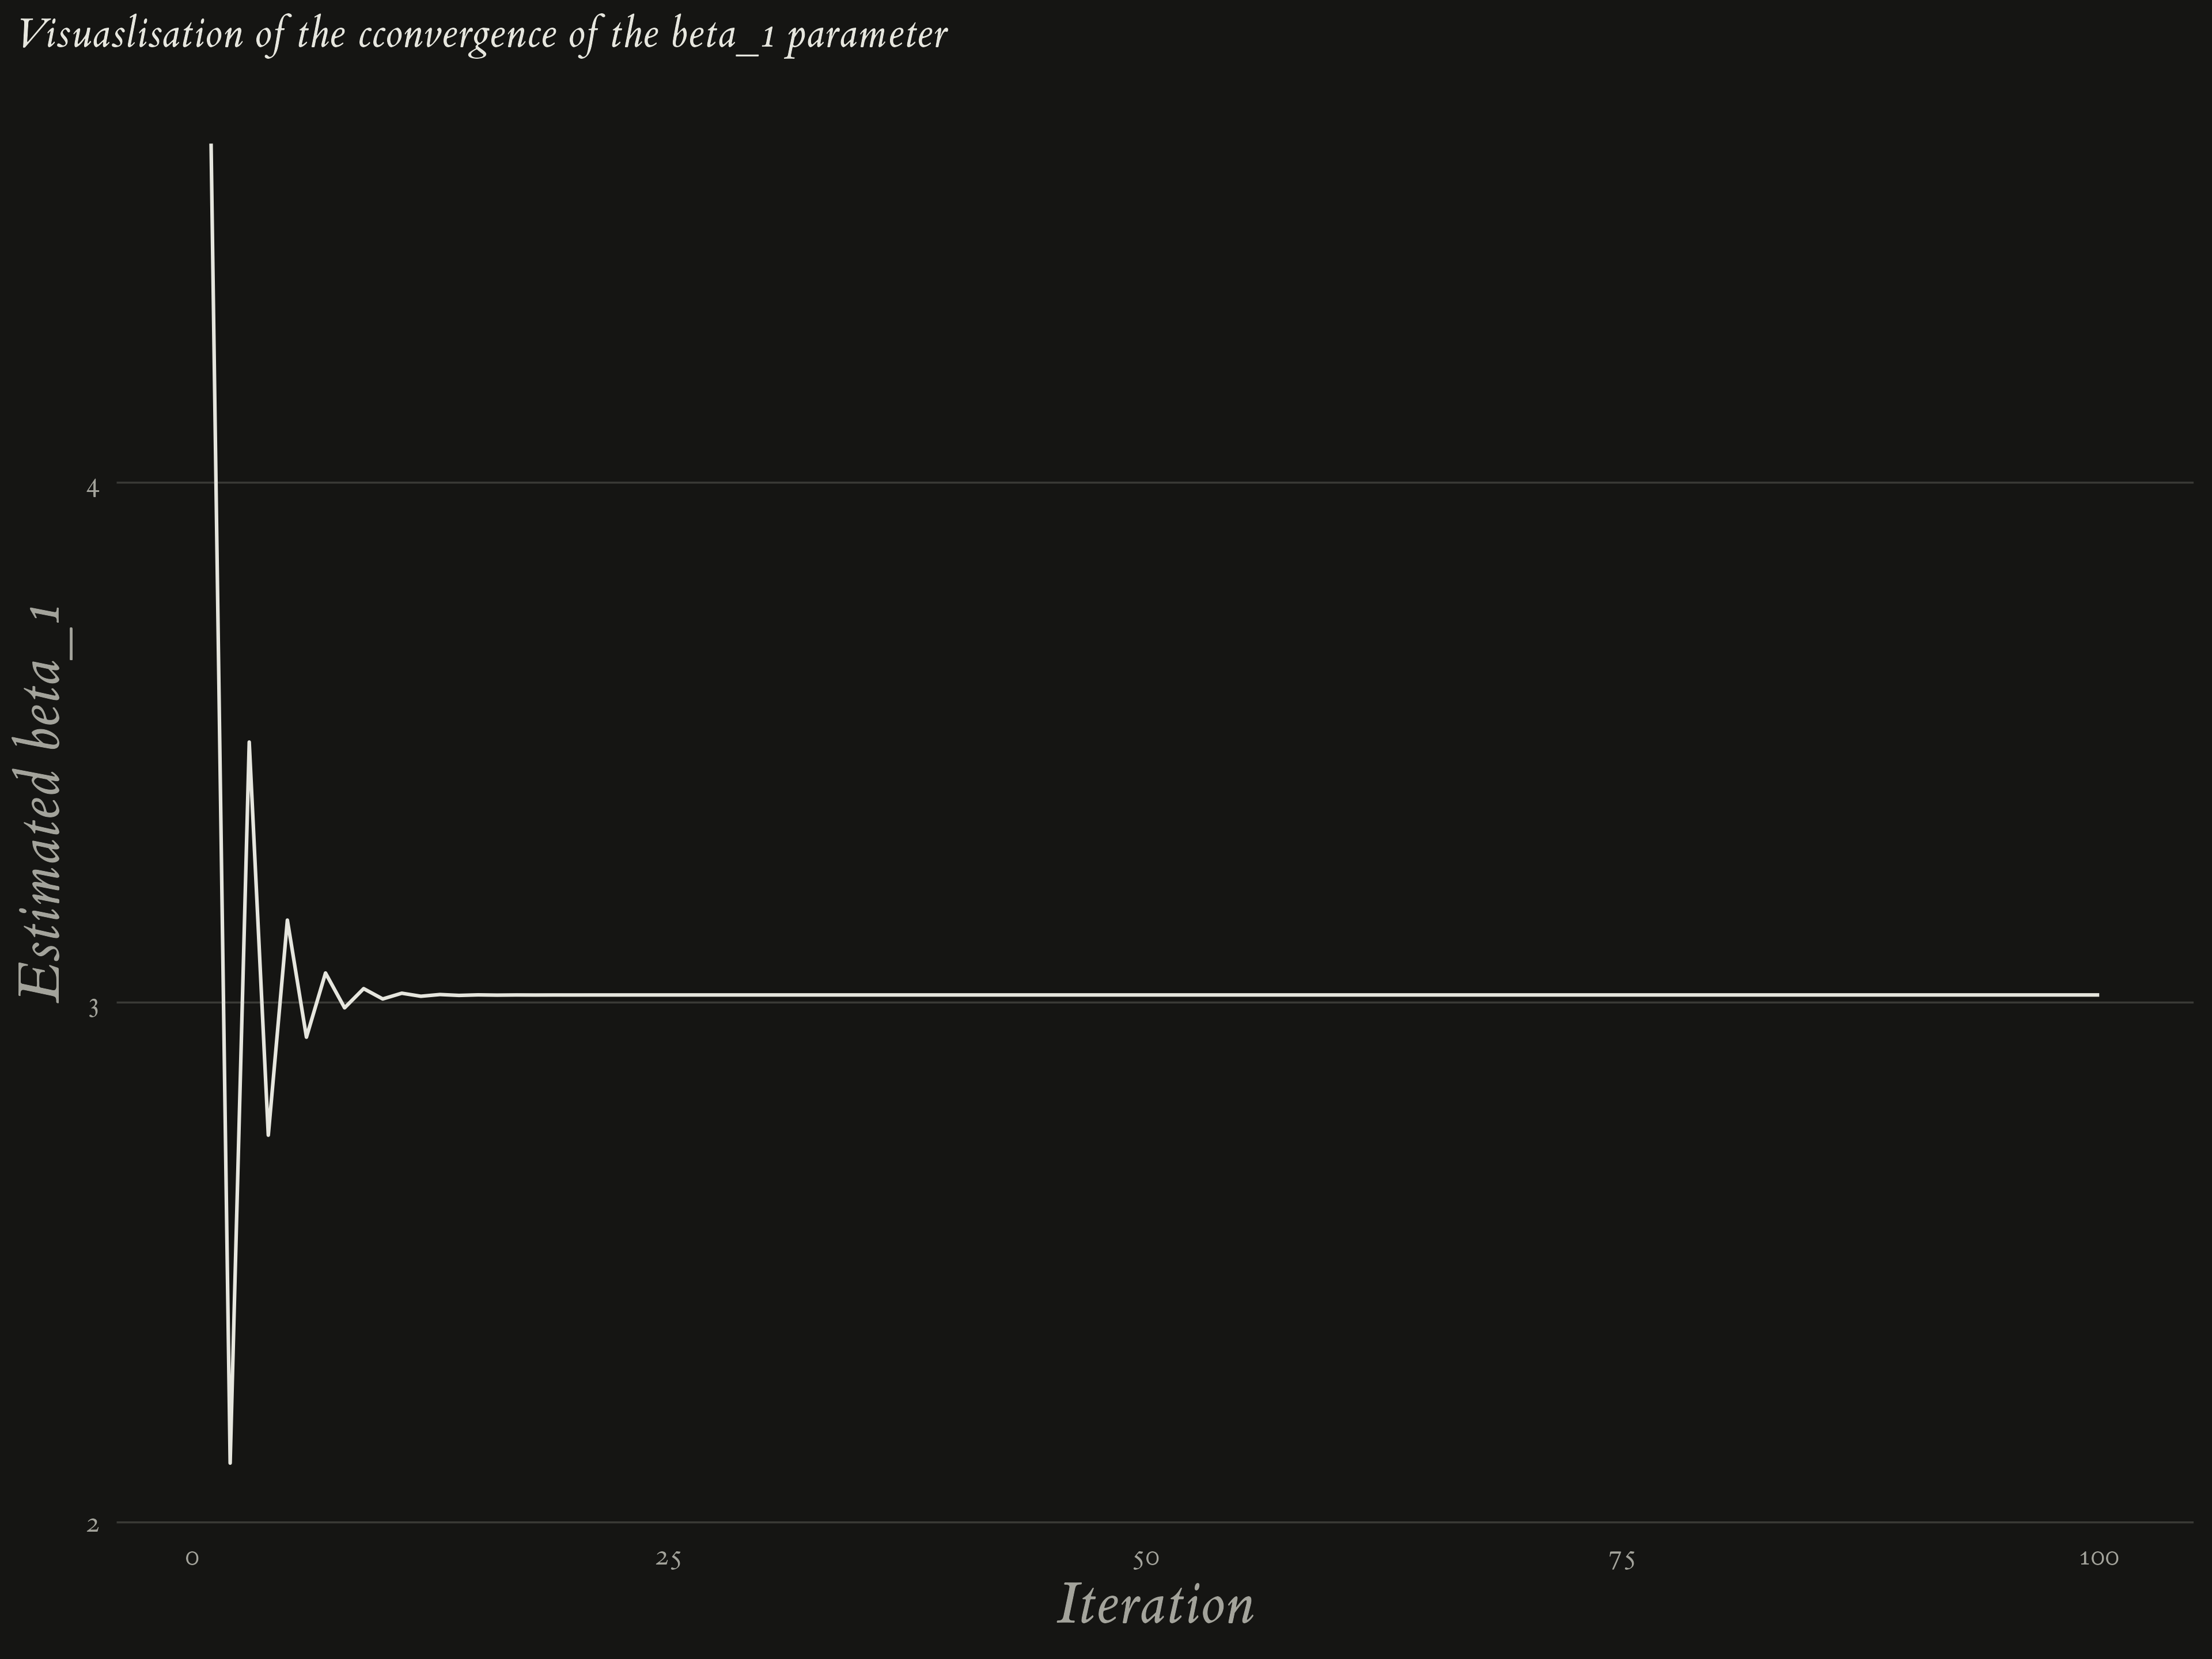 Visuaslisation of the cconvergence of the beta_1 parameter
Estimated beta_1
4
3
2
0 25 50 75 100
Iteration